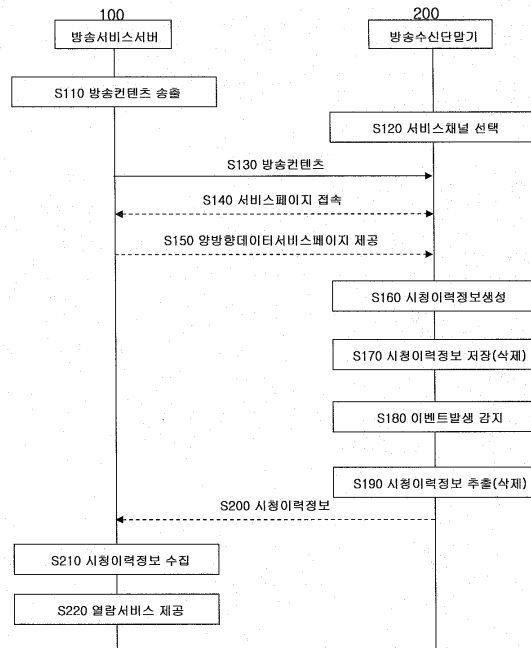 100
200
방송서비스서버
방송수신단말기
S110 방송컨텐츠 송출
S120 서비스채널 선택
S130 방송컨텐츠
S140 서비스페이지 접속
S150 양방향데이터서비스페이지 제공
S160 시청이력정보생성
S170 시청이력정보 저장(삭제)
S180 이벤트발생 감지
S190 시청이력정보 추출(삭제)
S200 시청이력정보
S210 시청이력정보 수집
S220 열람서비스 제공